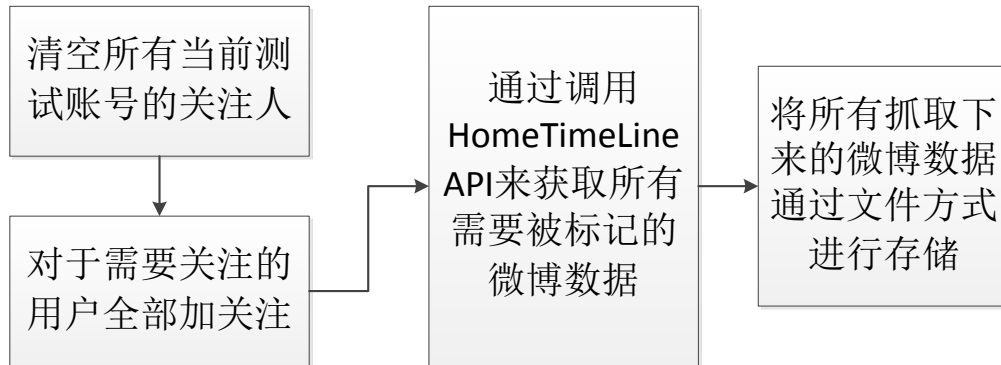 清空所有当前测
试账号的关注人
对于需要关注的
用户全部加关注
通过调用
HomeTimeLine
API来获取所有
需要被标记的
微博数据
将所有抓取下
来的微博数据
通过文件方式
进行存储